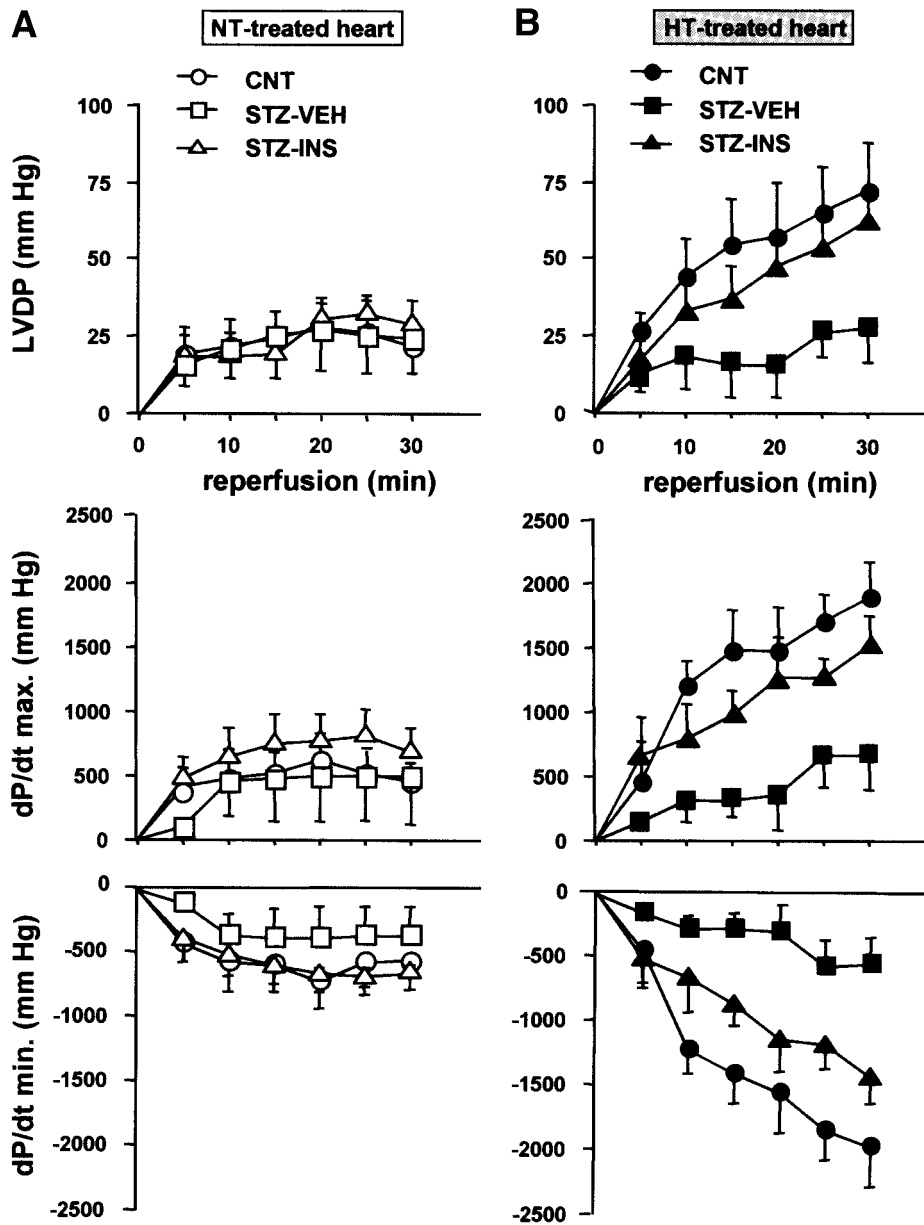 A
NT-treated heart
CNT
STZ-VEH
STZ-INS
LVDP (mm Hg)
100
75
50
25
0
0 10 20 30
reperfusion (min)
dP/dt max. (mm Hg)
2500
2000
1500
1000
500
0
dP/dt min. (mm Hg)
0
-500
-1000
-1500
-2000
-2500
B
HT-treated heart
CNT
STZ-VEH
STZ-INS
100
75
50
25
0
0 10 20 30
reperfusion (min)
2500
2000
1500
1000
500
0
0
-500
-1000
-1500
-2000
-2500